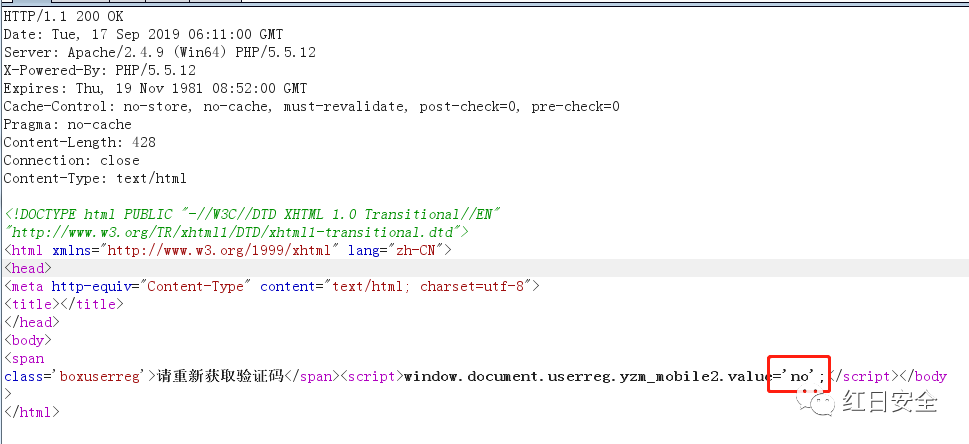 HTTP/1.1 200 OK
Date: Tue, 17 Sep 2019 06:11:00 GMT
Server: Apache/2.4.9 (Win64) PHP/5.5.12
X-Powered-By: PHP/5.5.12
Expires: Thu, 19 Nov 1981 08:52:00 GMT
Cache-Control: no-store, no-cache, must-revalidate, post-check=0, pre-check=0
Pragma: no-cache
Content-Length: 428
Connection: close
Content-Type: text/html
<!DOCTYPE html PUBLIC "-//W3C//DTD XHTML 1.0 Transitional//EN"
"http://www.w3.org/TR/xhtml1/DTD/xhtml1-transitional.dtd">
<html xmlns="http://www.w3.org/1999/xhtml" lang="zh-CN">
<head>
<meta http-equiv="Content-Type" content="text/html; charset=utf-8">
<title></title>
</head>
<body>
<span
class='boxuserreg'>请重新获取验证码</span><script>window.document.userreg.yzm_mobile2.value='no';</script></body
>
</html>
红日安全